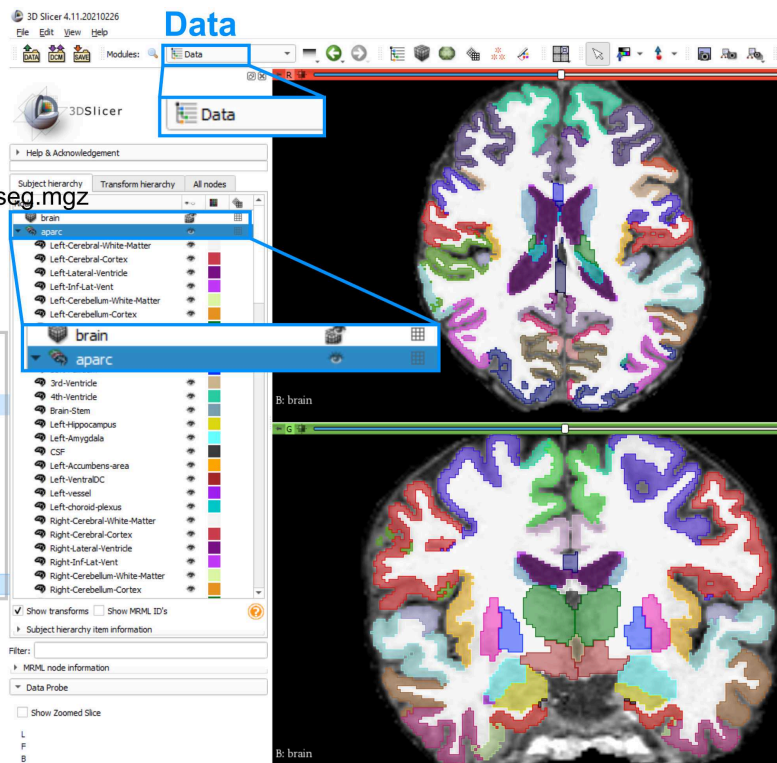 3D Slicer 4.11.20210226
Data
File Edit View Help
DATA DCM SAVE Modules: Data
R
Data
3DSlicer
Help & Acknowledgement
Subject hierarchy Transform hierarchy All nodes
seg.mgz
brain
aparc
Left-Cerebral-White-Matter
Left-Cerebral-Cortex
Left-Lateral-Ventricle
Left-Inf-Lat-Vent
Left-Cerebellum-White-Matter
Left-Cerebellum-Cortex
brain
aparc
3rd-Ventricle
4th-Ventricle
Brain-Stem
Left-Hippocampus
Left-Amygdala
CSF
Left-Accumbens-area
Left-VentralDC
Left-vessel
Left-choroid-plexus
Right-Cerebral-White-Matter
Right-Cerebral-Cortex
Right-Lateral-Ventricle
Right-Inf-Lat-Vent
Right-Cerebellum-White-Matter
Right-Cerebellum-Cortex
Show transforms Show MRML ID's
Subject hierarchy item information
Filter:
MRML node information
Data Probe
Show Zoomed Slice
L
F
B
B: brain
G
B: brain